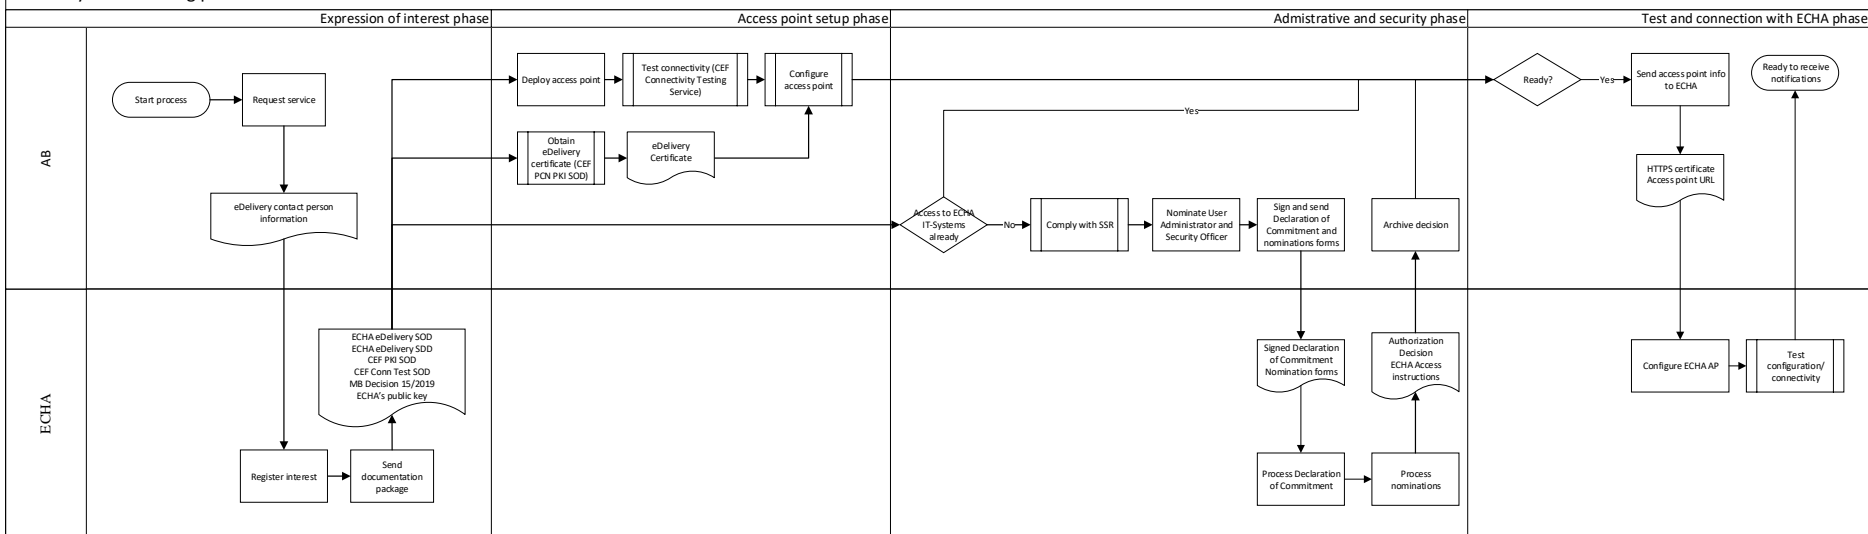 Expression of interest phase
Access point setup phase
Admistrative and security phase
Test and connection with ECHA phase
AB
Start process
Request service
eDelivery contact person
information
Deploy access point
Test connectivity (CEF
Connectivity Testing
Service)
Configure
access point
Obtain
eDelivery
certificate (CEF
PCN PKI SOD)
eDelivery
Certificate
Yes
Access to ECHA
IT-Systems
already
No
Comply with SSR
Nominate User
Administrator and
Security Officer
Sign and send
Declaration of
Commitment and
nominations forms
Archive decision
Ready?
Yes
Send access point info
to ECHA
Ready to receive
notifications
HTTPS certificate
Access point URL
ECHA
ECHA eDelivery SOD
ECHA eDelivery SDD
CEF PKI SOD
CEF Conn Test SOD
MB Decision 15/2019
ECHA's public key
Register interest
Send
documentation
package
Signed Declaration
of Commitment
Nomination forms
Authorization
Decision
ECHA Access
instructions
Process Declaration
of Commitment
Process
nominations
Configure ECHA AP
Test
configuration/
connectivity